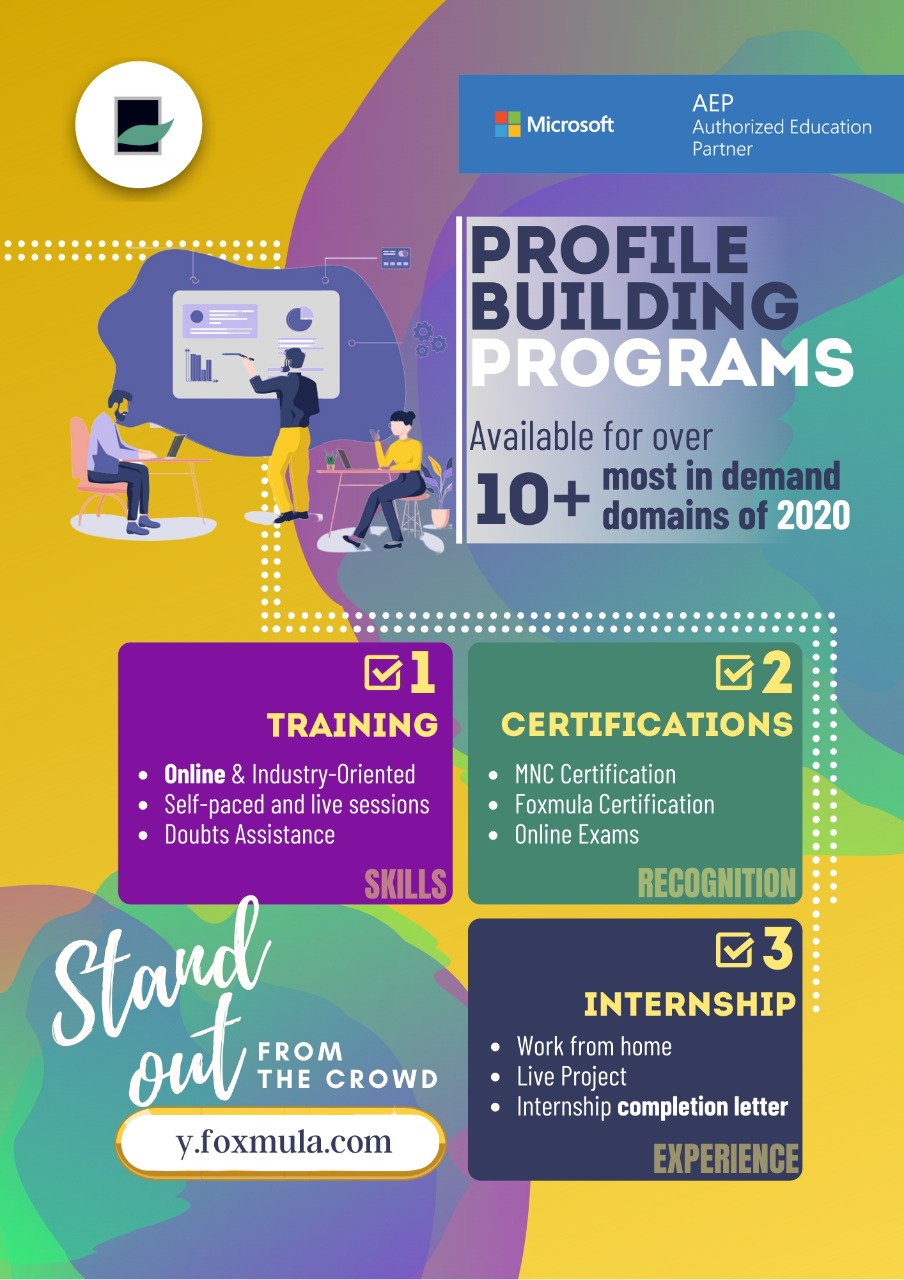 Microsoft
AEP
Authorized Education
Partner
PROFILE
BUILDING
PROGRAMS
Available for over
10+ most in demand
domains of 2020
1
TRAINING
• Online & Industry-Oriented
• Self-paced and live sessions
• Doubts Assistance
SKILLS
2
CERTIFICATIONS
• MNC Certification
• Foxmula Certification
• Online Exams
RECOGNITION
3
INTERNSHIP
• Work from home
• Live Project
• Internship completion letter
EXPERIENCE
Stand
out FROM
THE CROWD
y.foxmula.com